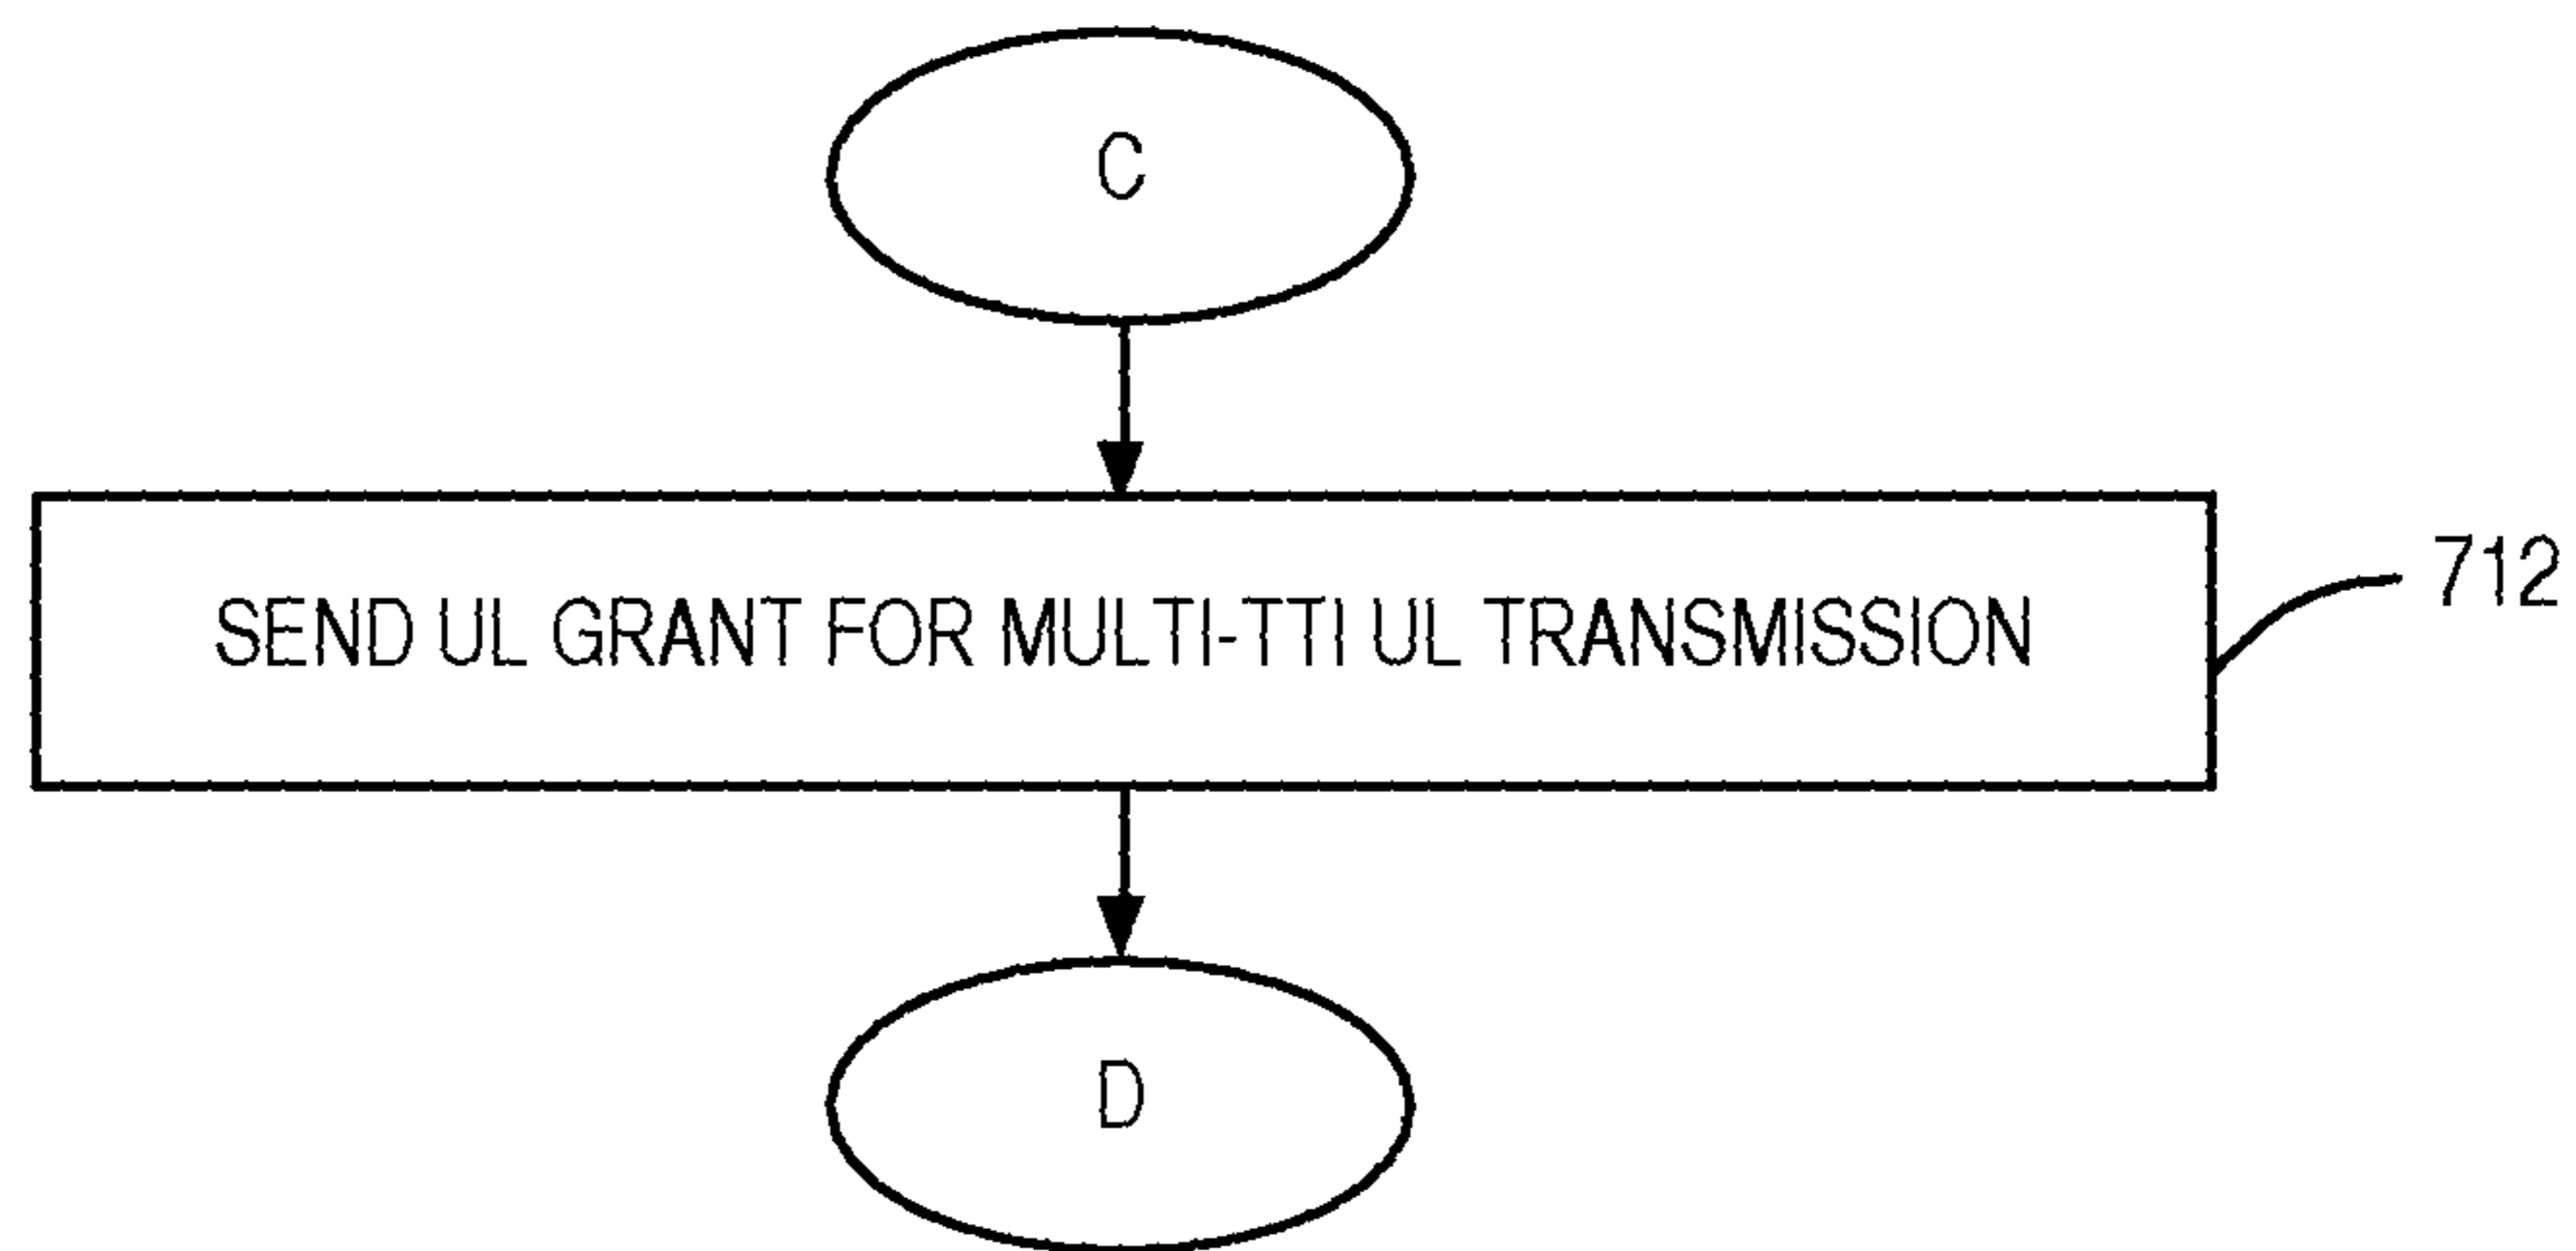 C
SEND UL GRANT FOR MULTI-TTI UL TRANSMISSION
712
D